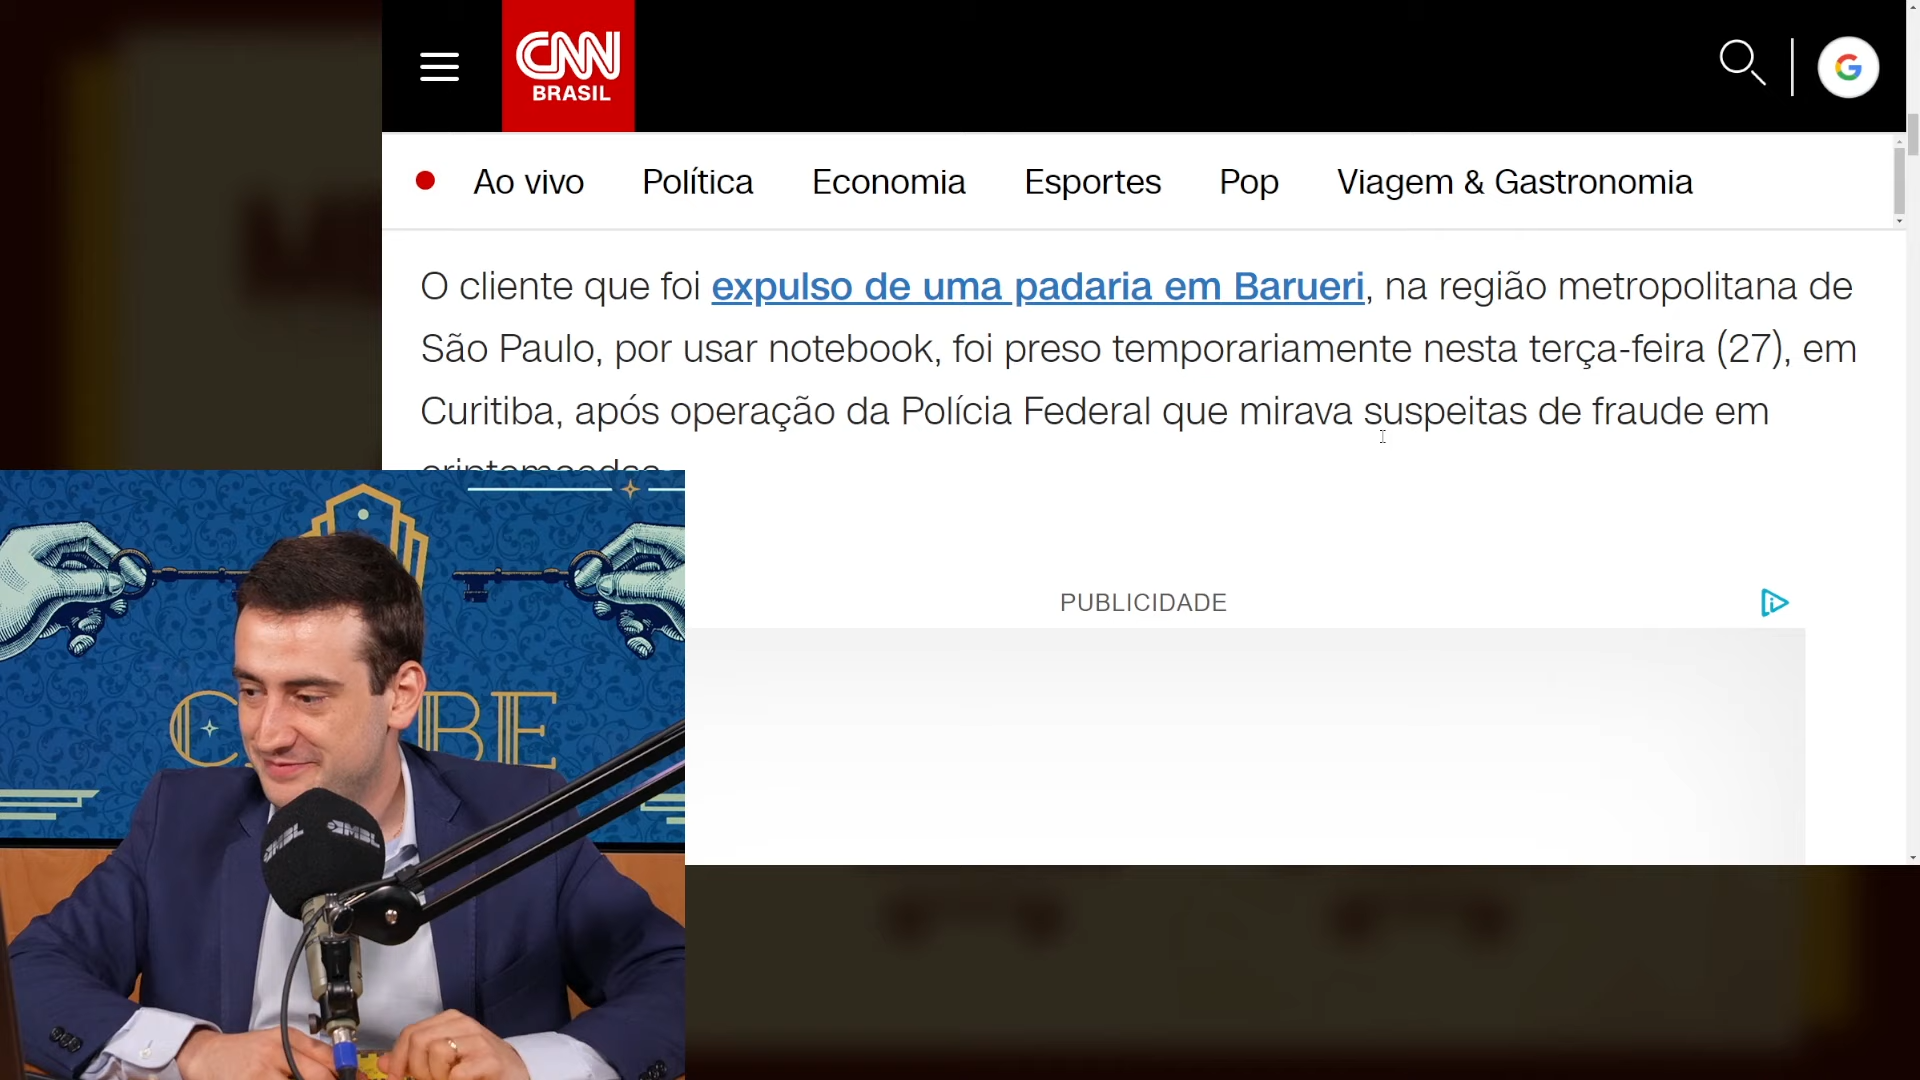 CNN
BRASIL
Ao vivo Política Economia Esportes Pop Viagem & Gastronomia
O cliente que foi expulso de uma padaria em Barueri, na região metropolitana de
São Paulo, por usar notebook, foi preso temporariamente nesta terça-feira (27), em
Curitiba, após operação da Polícia Federal que mirava suspeitas de fraude em
PUBLICIDADE
MBL MBL